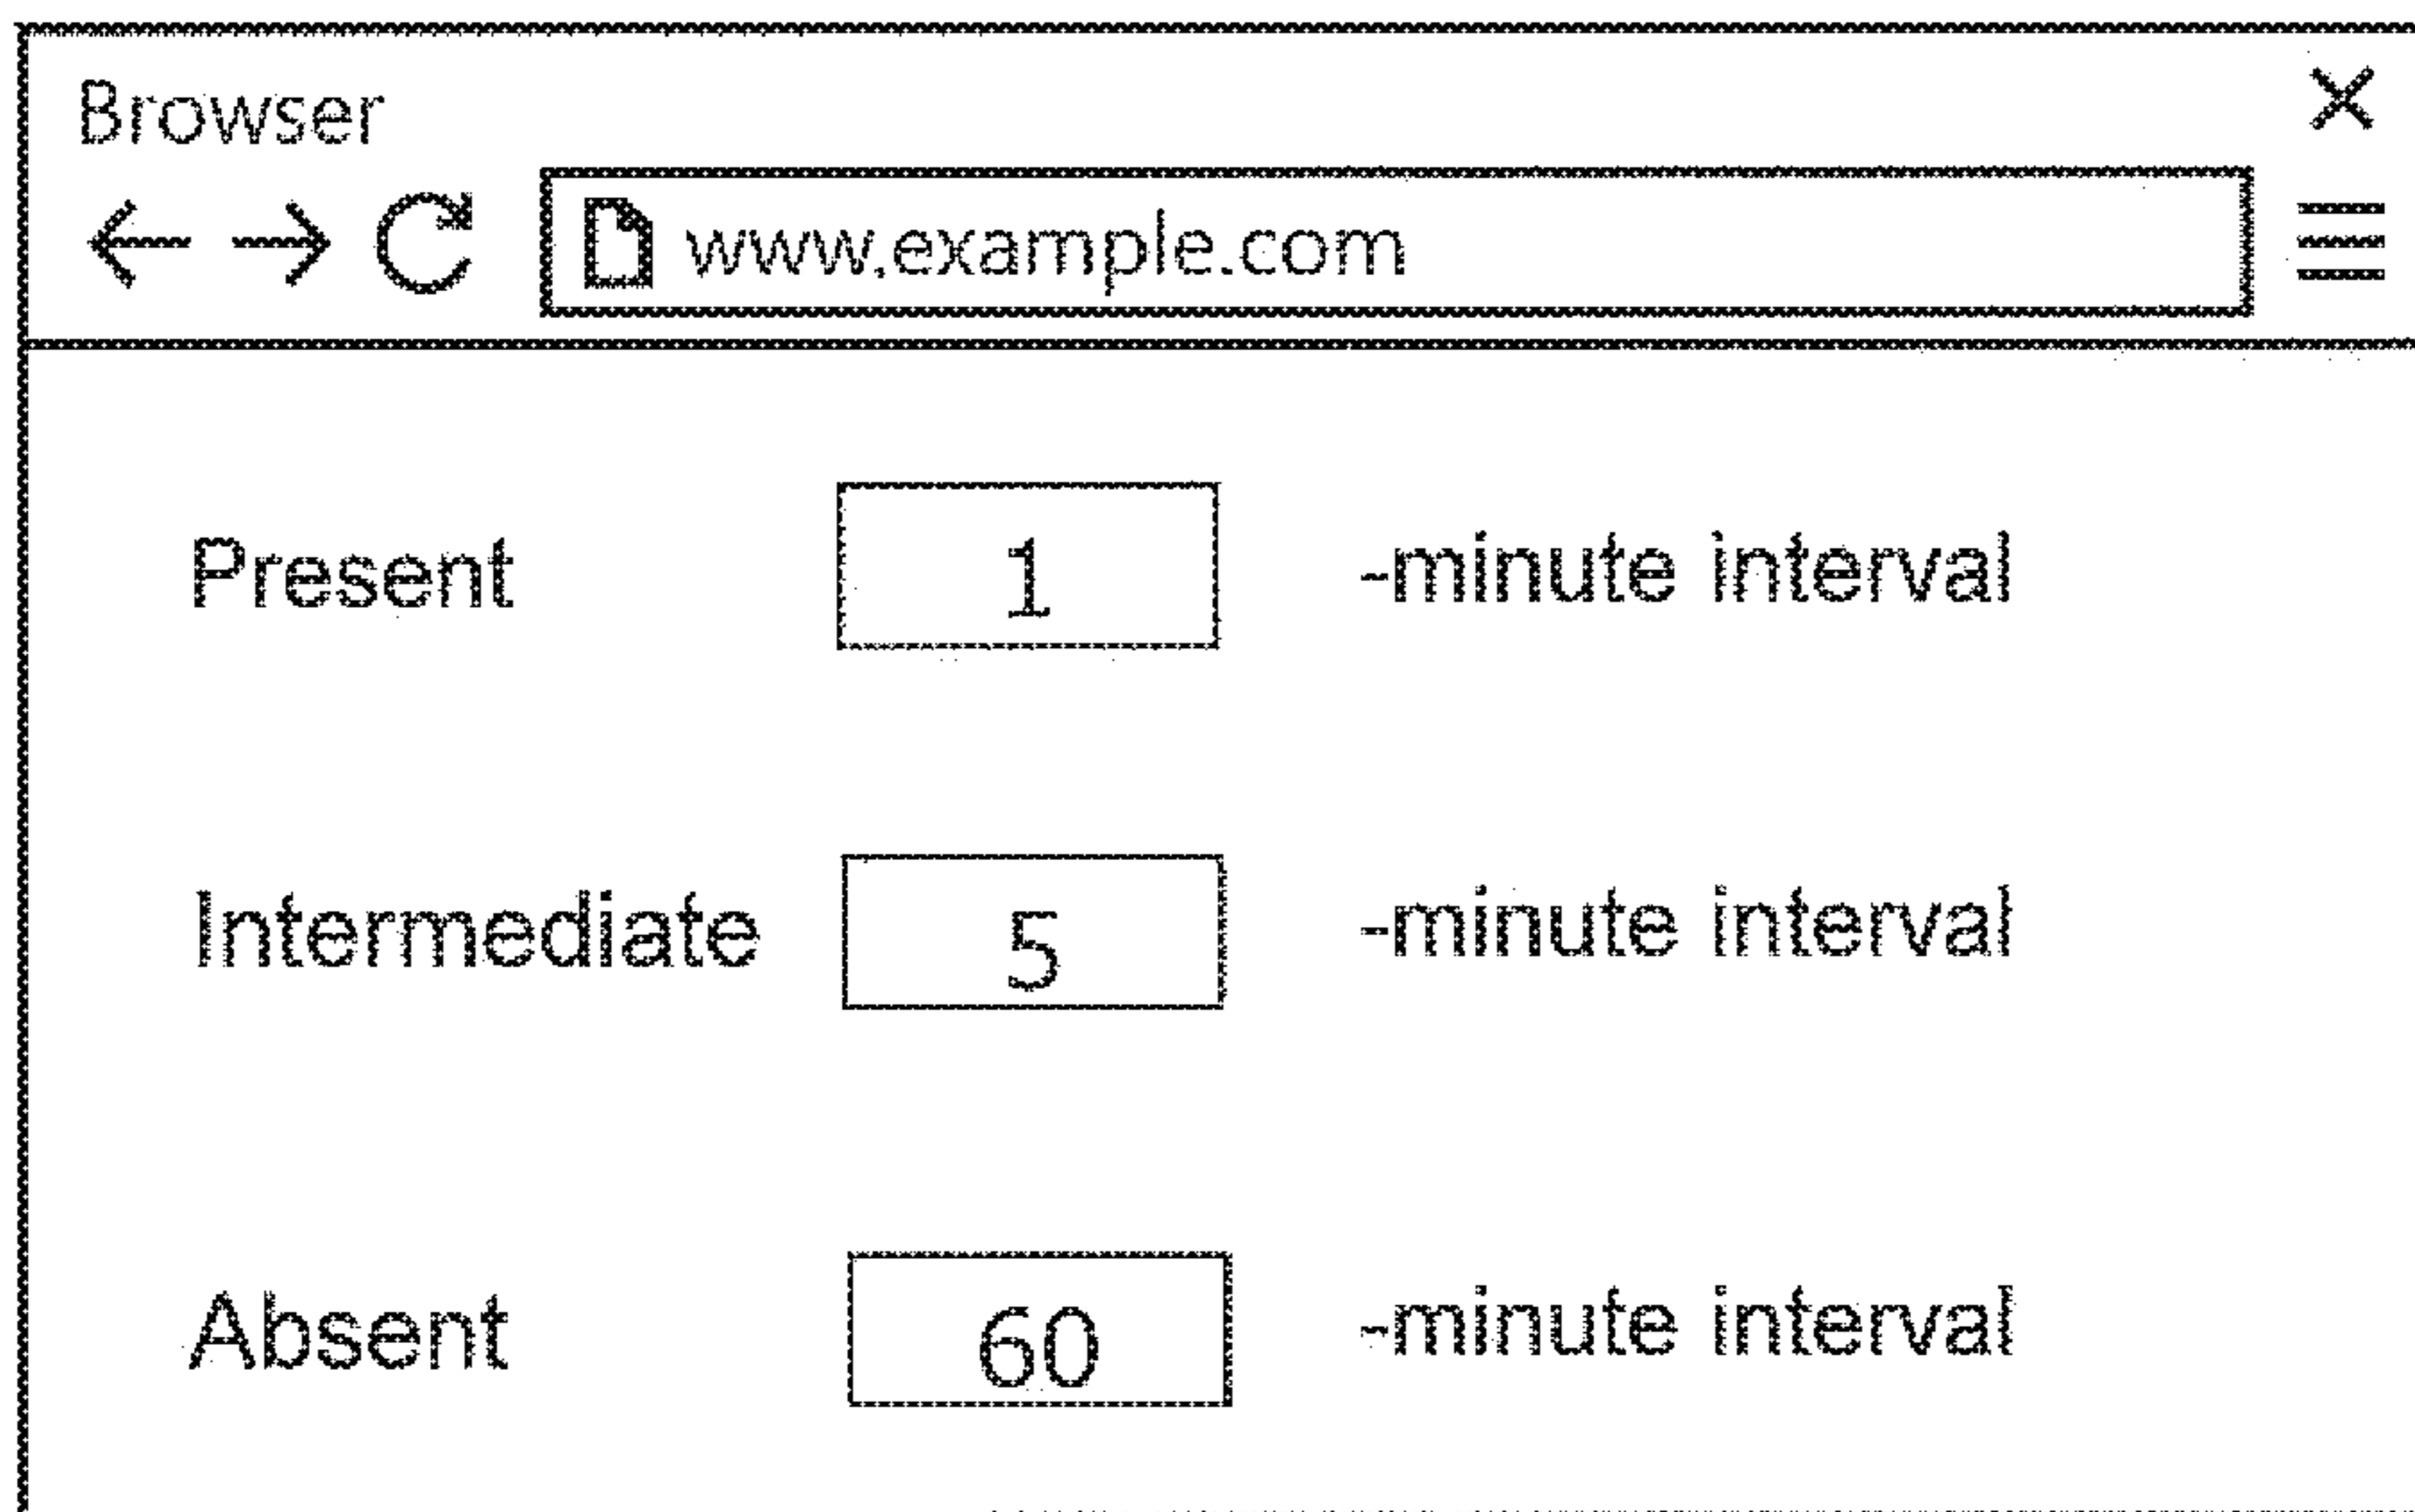 Browser
www.example.com
Present 1 -minute interval
Intermediate 5 -minute interval
Absent 60 -minute interval